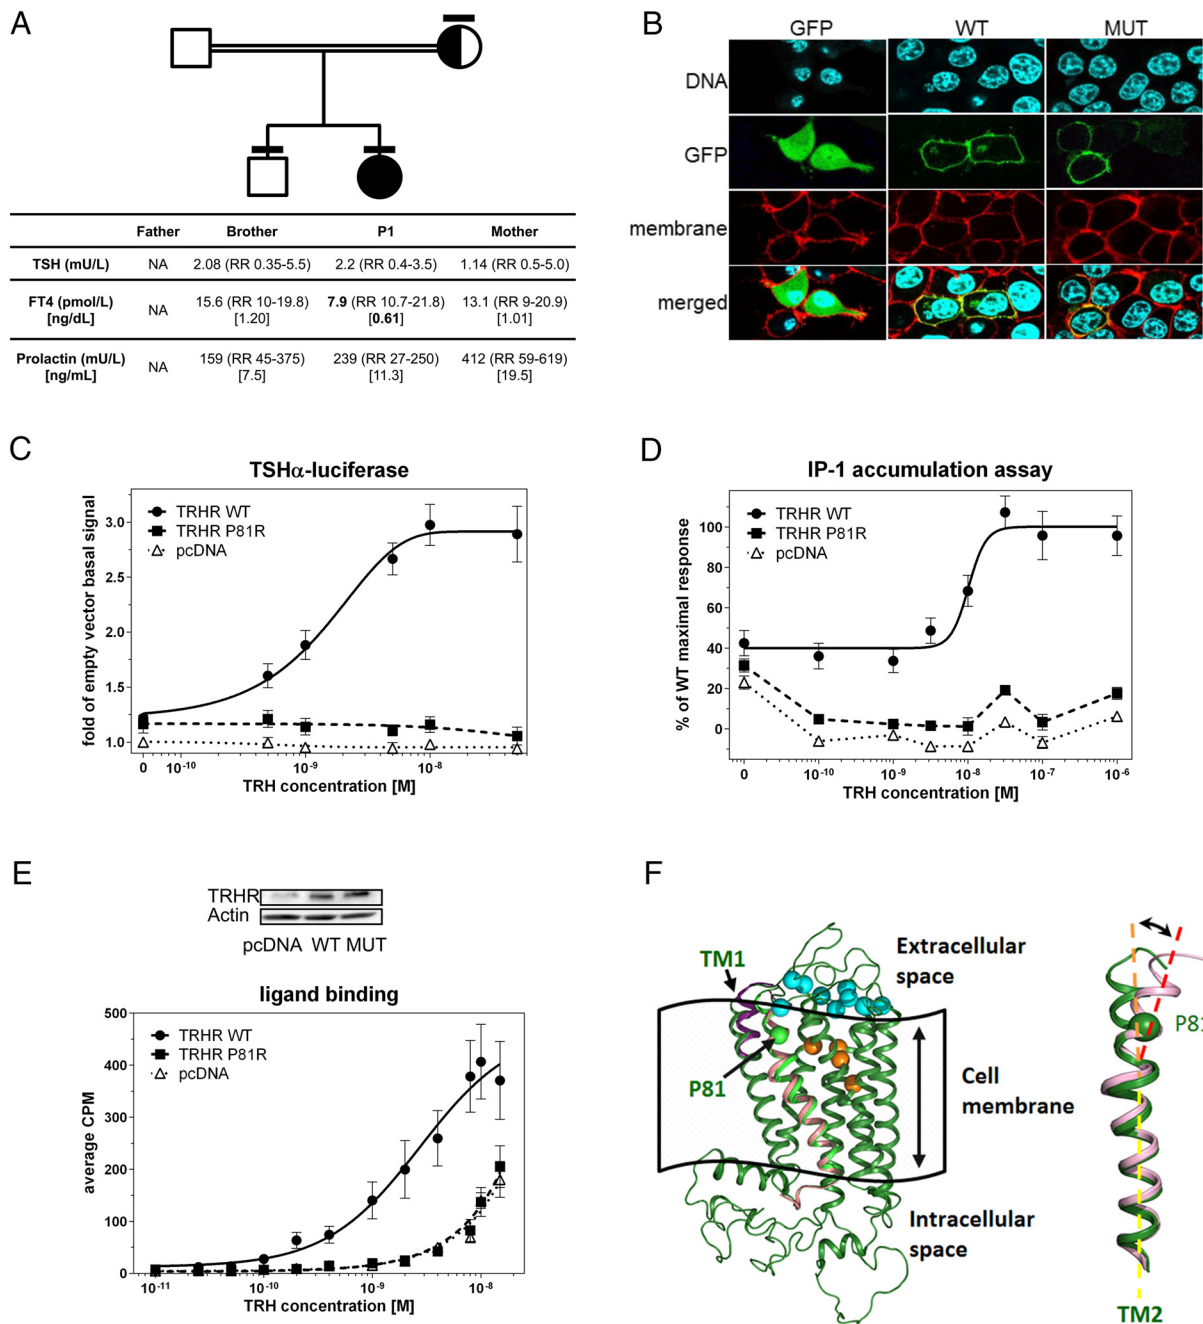 A
Father Brother P1 Mother
TSH (mU/L) NA 2.08 (RR 0.35-5.5) 2.2 (RR 0.4-3.5) 1.14 (RR 0.5-5.0)
FT4 (pmol/L) [ng/dL] NA 15.6 (RR 10-19.8) [1.20] 7.9 (RR 10.7-21.8) [0.61] 13.1 (RR 9-20.9) [1.01]
Prolactin (mU/L) [ng/mL] NA 159 (RR 45-375) [7.5] 239 (RR 27-250) [11.3] 412 (RR 59-619) [19.5]
B
GFP WT MUT
DNA
GFP
membrane
merged
C
TSHα-luciferase
TRHR WT
TRHR P81R
pcDNA
fold of empty vector basal signal
3.0
2.5
2.0
1.5
1.0
0 10⁻¹⁰ 10⁻⁹ 10⁻⁸
TRH concentration [M]
D
IP-1 accumulation assay
TRHR WT
TRHR P81R
pcDNA
% of WT maximal response
100
80
60
40
20
0
0 10⁻¹⁰ 10⁻⁹ 10⁻⁸ 10⁻⁷ 10⁻⁶
TRH concentration [M]
E
TRHR
Actin
pcDNA WT MUT
ligand binding
TRHR WT
TRHR P81R
pcDNA
average CPM
500
400
300
200
100
0
10⁻¹¹ 10⁻¹⁰ 10⁻⁹ 10⁻⁸
TRH concentration [M]
F
TM1
Extracellular
space
P81
Cell
membrane
Intracellular
space
P81
TM2